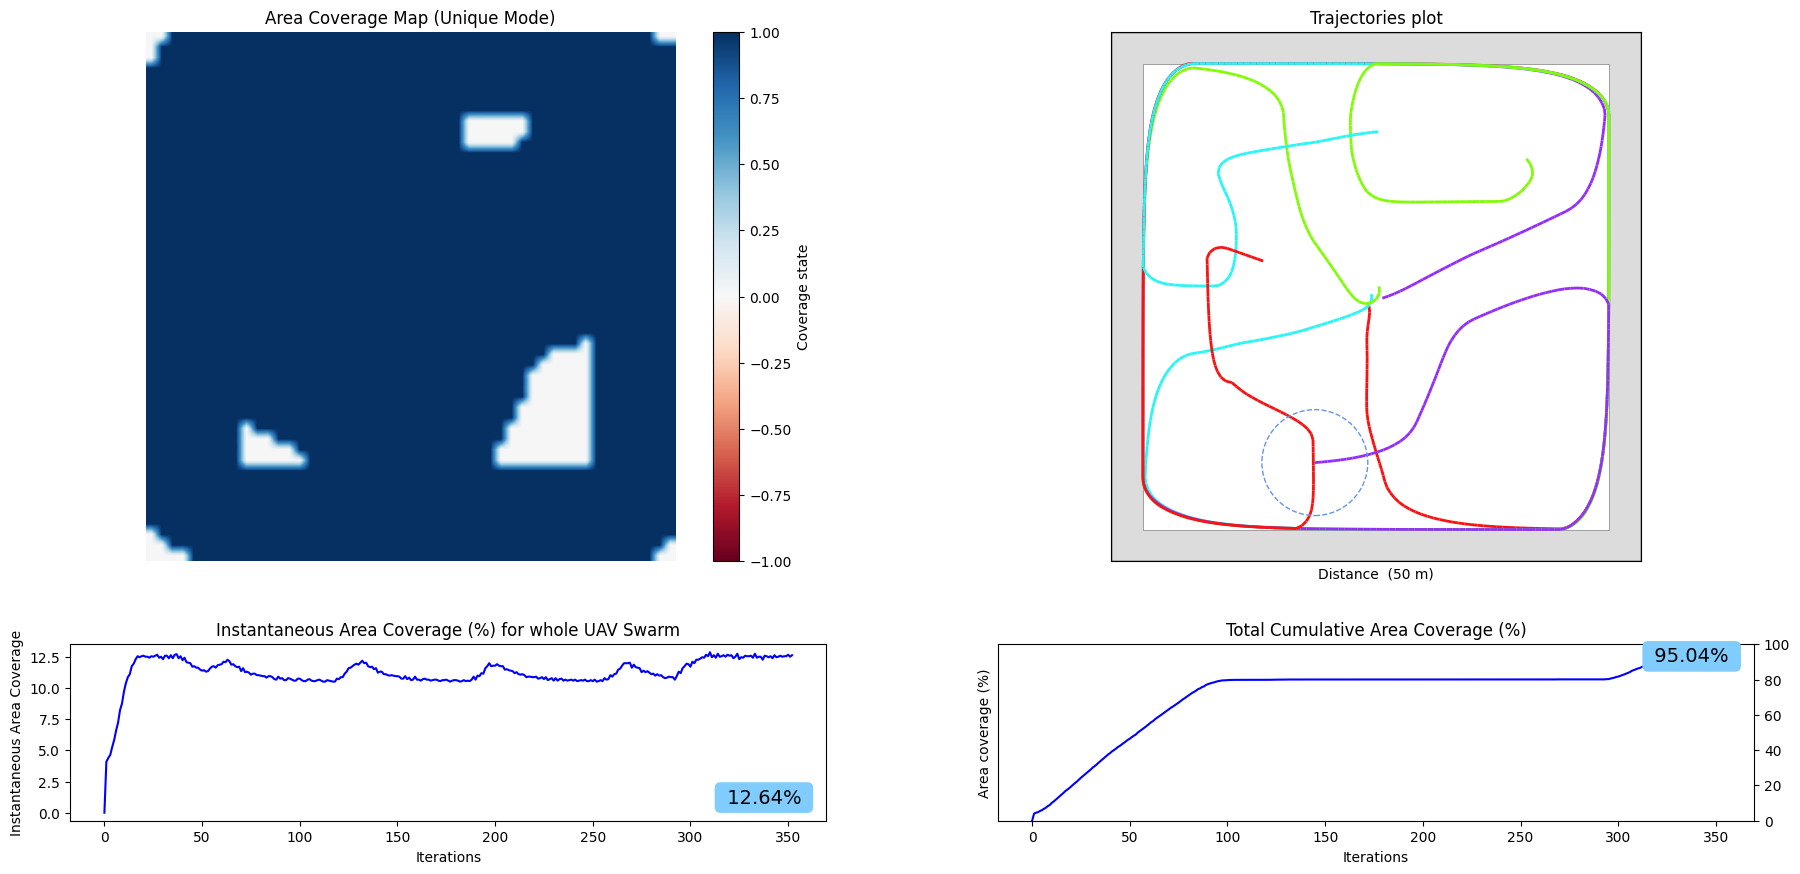 Area Coverage Map (Unique Mode)
1.00
0.75
0.50
0.25
0.00
−0.25
−0.50
−0.75
−1.00
Coverage state
Trajectories plot
Distance  (50 m)
Instantaneous Area Coverage (%) for whole UAV Swarm
Instantaneous Area Coverage
12.5
10.0
7.5
5.0
2.5
0.0
12.64%
0 50 100 150 200 250 300 350
Iterations
Total Cumulative Area Coverage (%)
Area coverage (%)
95.04%
100
80
60
40
20
0
0 50 100 150 200 250 300 350
Iterations